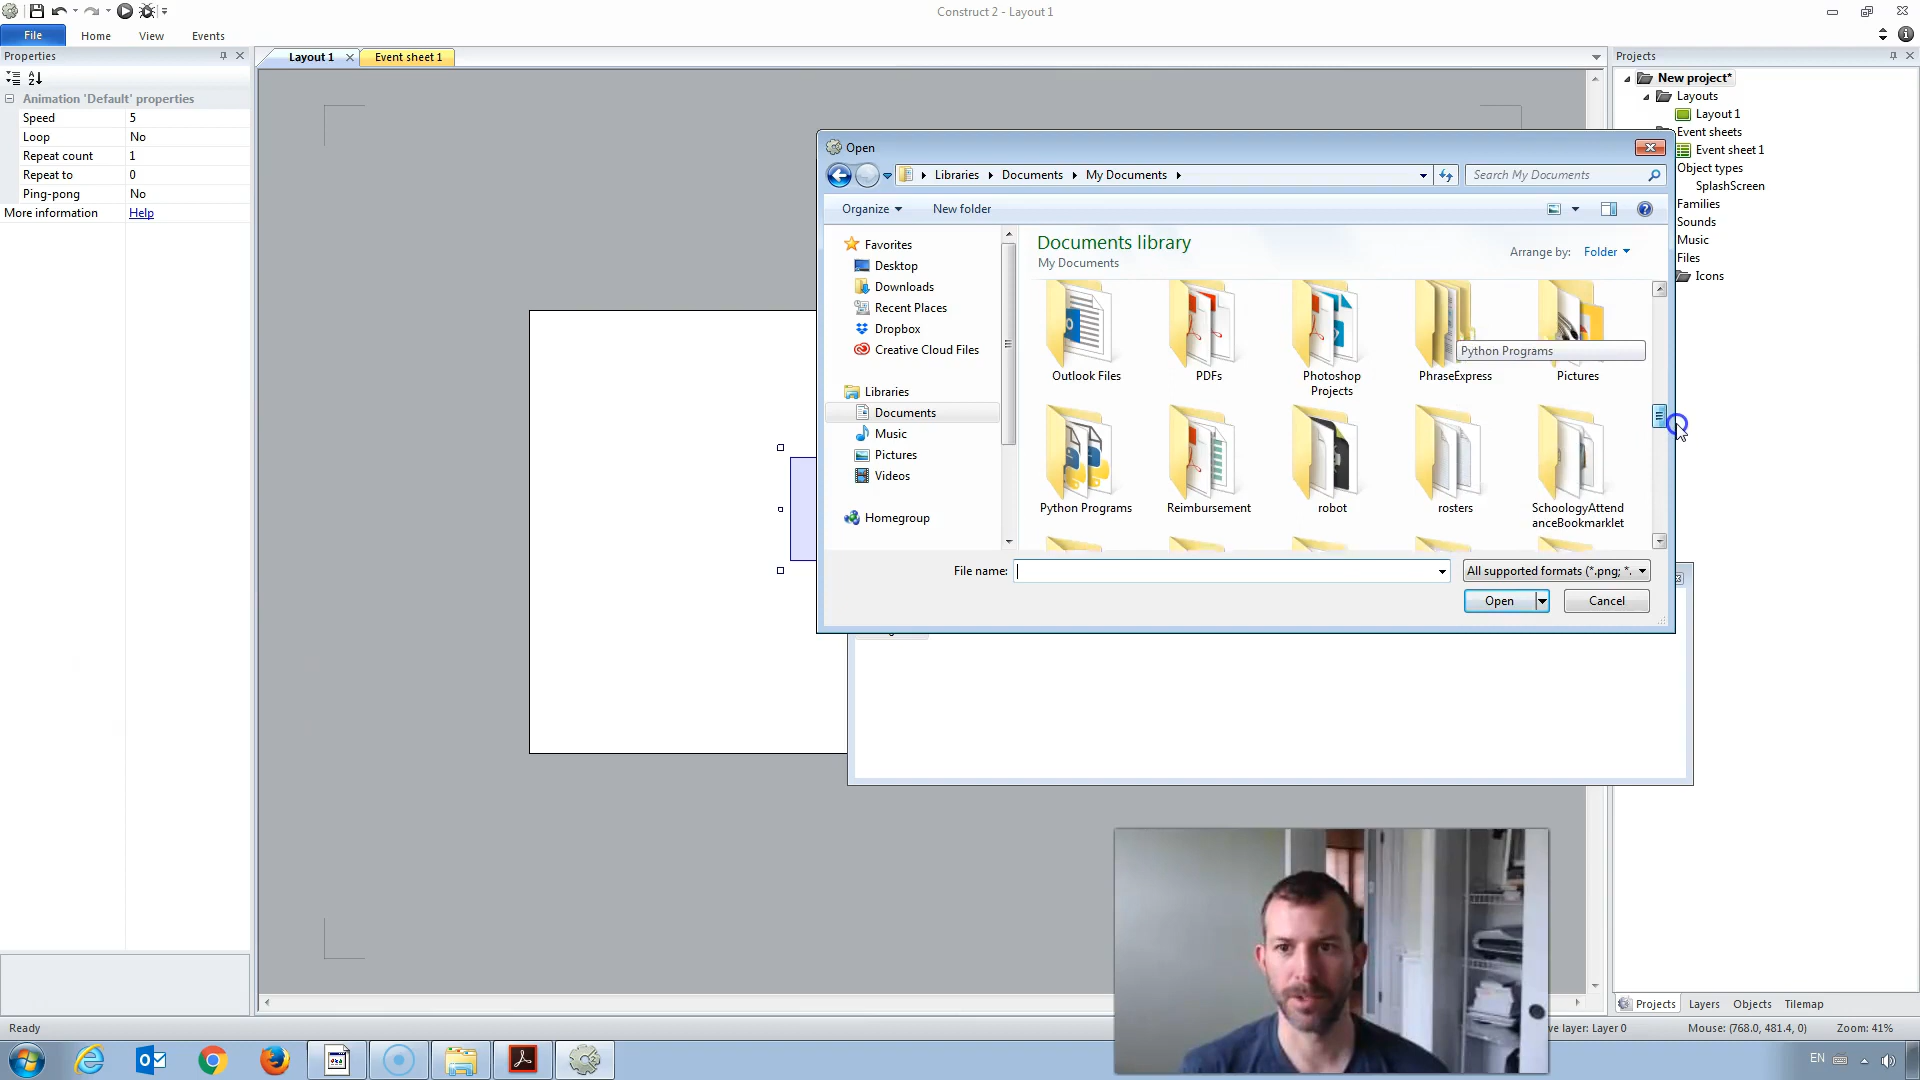 Construct 2 - Layout 1
File
Home
View
Events
Properties
Layout 1
Event sheet 1
Projects
Animation 'Default' properties
Speed 5
Loop No
Repeat count 1
Repeat to 0
Ping-pong No
More information Help
New project*
Layouts
Layout 1
Event sheets
Event sheet 1
Object types
SplashScreen
Families
Sounds
Music
Files
Icons
Open
Libraries
Documents
My Documents
Search My Documents
Organize
New folder
Favorites
Desktop
Downloads
Recent Places
Dropbox
Creative Cloud Files
Libraries
Documents
Music
Pictures
Videos
Homegroup
Documents library
My Documents
Arrange by: Folder
Python Programs
Outlook Files
PDFs
Photoshop
Projects
PhraseExpress
Pictures
Python Programs
Reimbursement
robot
rosters
SchoologyAttend
anceBookmarklet
File name:
All supported formats (*.png; *.
Open
Cancel
Projects
Layers
Objects
Tilemap
Ready
ve layer: Layer 0
Mouse: (768.0, 481.4, 0)
Zoom: 41%
EN